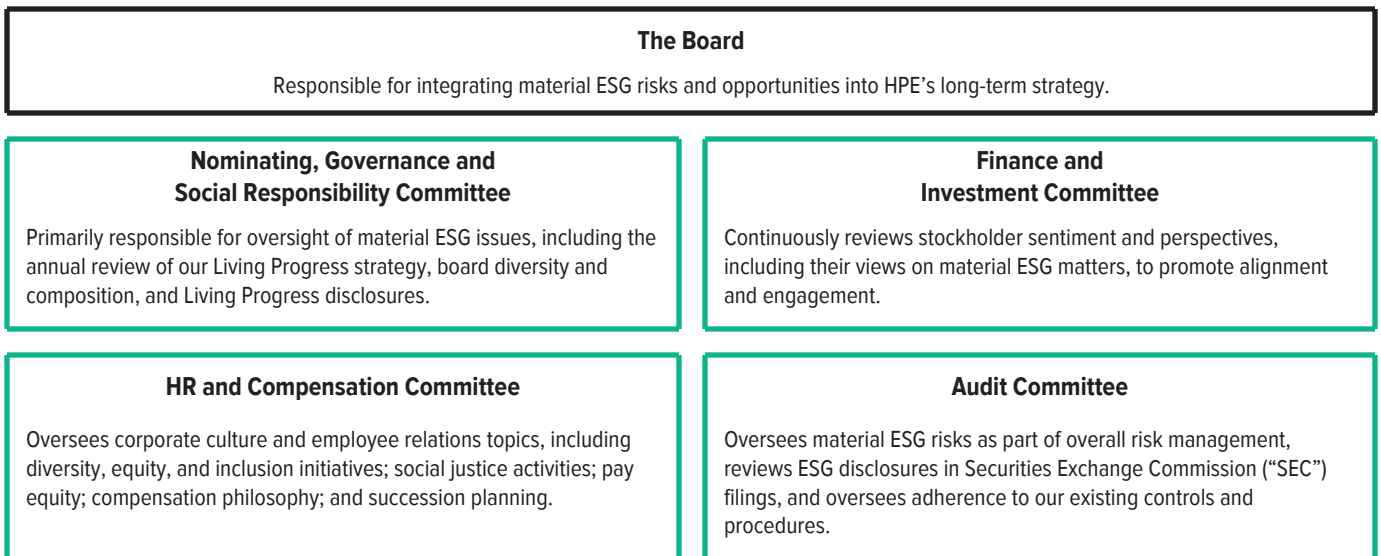 The Board
Responsible for integrating material ESG risks and opportunities into HPE’s long-term strategy.
Nominating, Governance and
Social Responsibility Committee
Primarily responsible for oversight of material ESG issues, including the
annual review of our Living Progress strategy, board diversity and
composition, and Living Progress disclosures.
Finance and
Investment Committee
Continuously reviews stockholder sentiment and perspectives,
including their views on material ESG matters, to promote alignment
and engagement.
HR and Compensation Committee
Oversees corporate culture and employee relations topics, including
diversity, equity, and inclusion initiatives; social justice activities; pay
equity; compensation philosophy; and succession planning.
Audit Committee
Oversees material ESG risks as part of overall risk management,
reviews ESG disclosures in Securities Exchange Commission (“SEC”)
filings, and oversees adherence to our existing controls and
procedures.